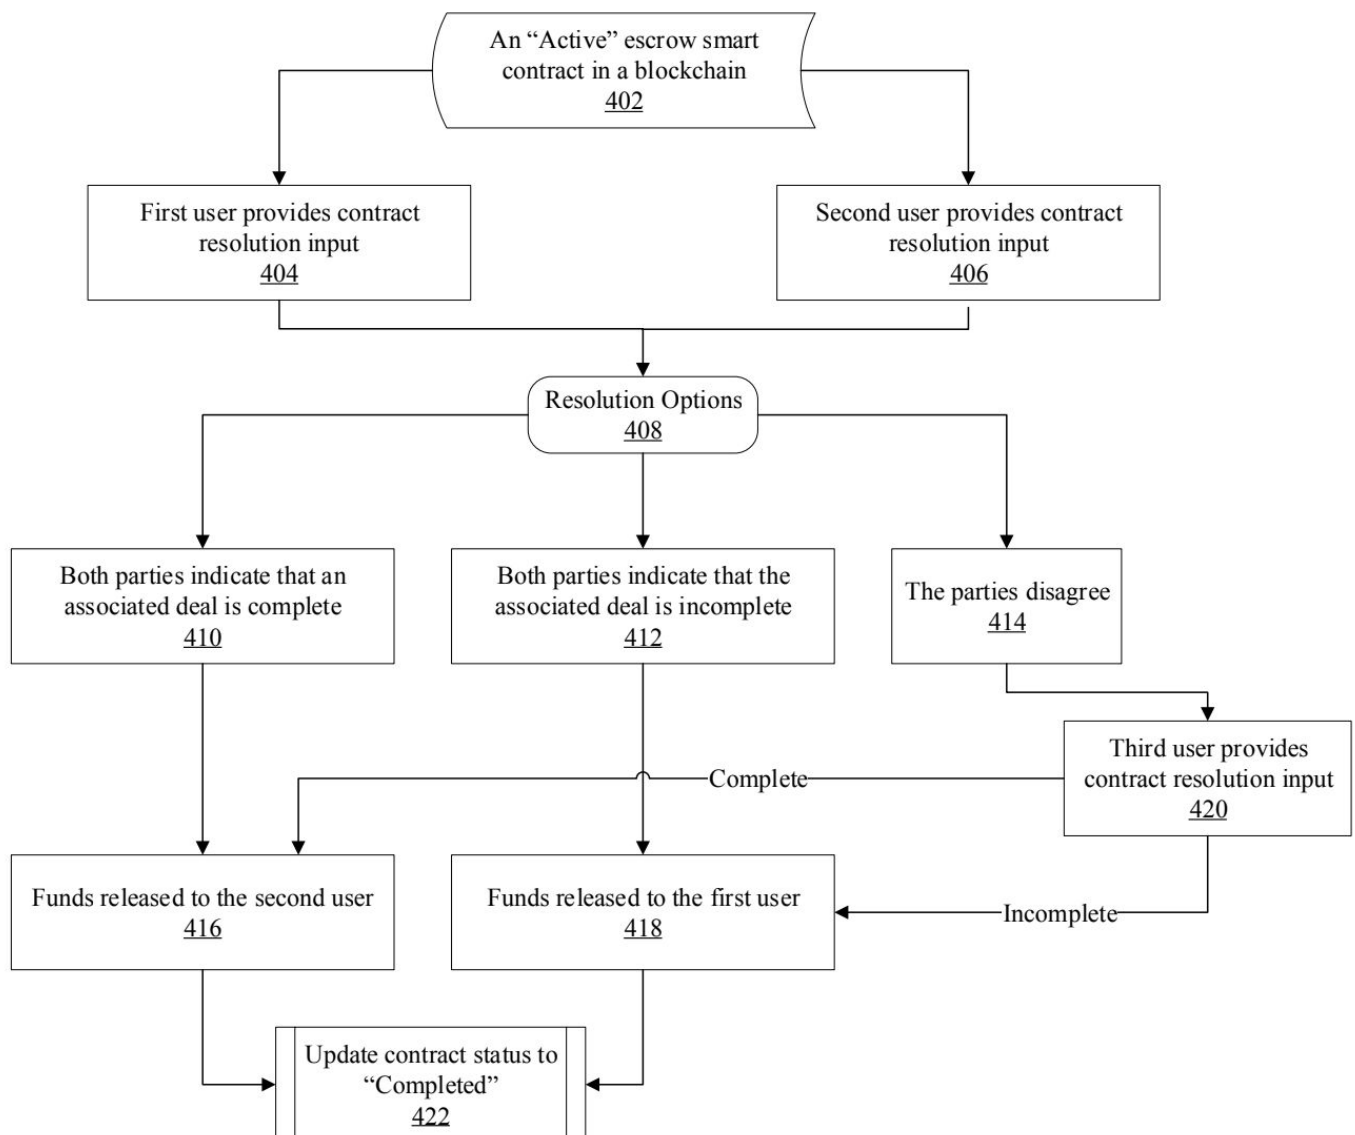 An “Active” escrow smart
contract in a blockchain
402
First user provides contract
resolution input
404
Second user provides contract
resolution input
406
Resolution Options
408
Both parties indicate that an
associated deal is complete
410
Both parties indicate that the
associated deal is incomplete
412
The parties disagree
414
Third user provides
contract resolution input
420
Complete
Funds released to the second user
416
Funds released to the first user
418
Incomplete
Update contract status to
“Completed”
422